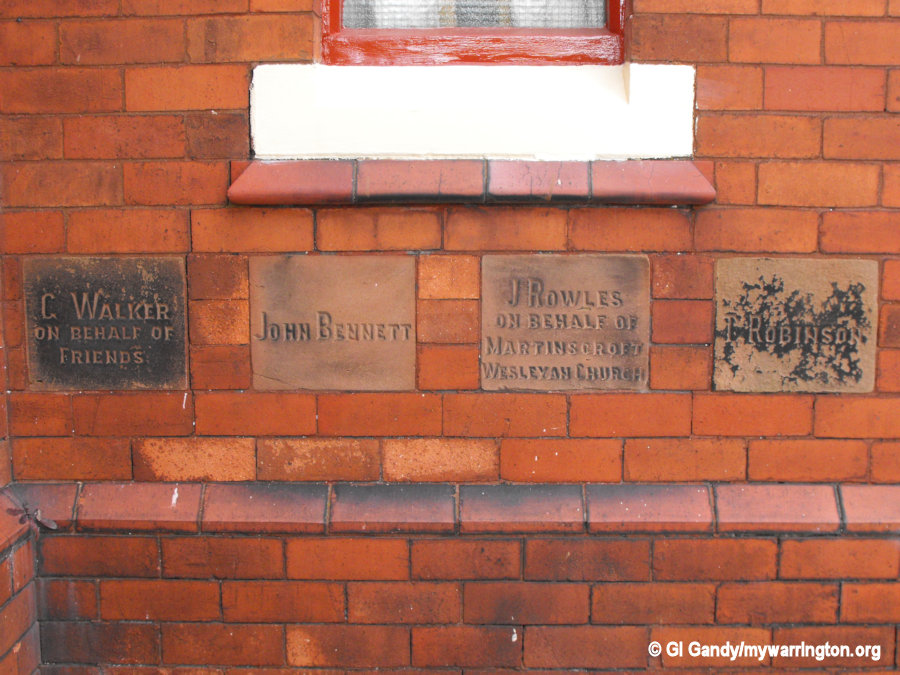 C WALKER
ON BEHALF OF
FRIENDS
JOHN BENNETT
J ROWLES
ON BEHALF OF
MARTINSCROFT
WESLEYAN CHURCH
ROBINSON
© GI Gandy/mywarrington.org